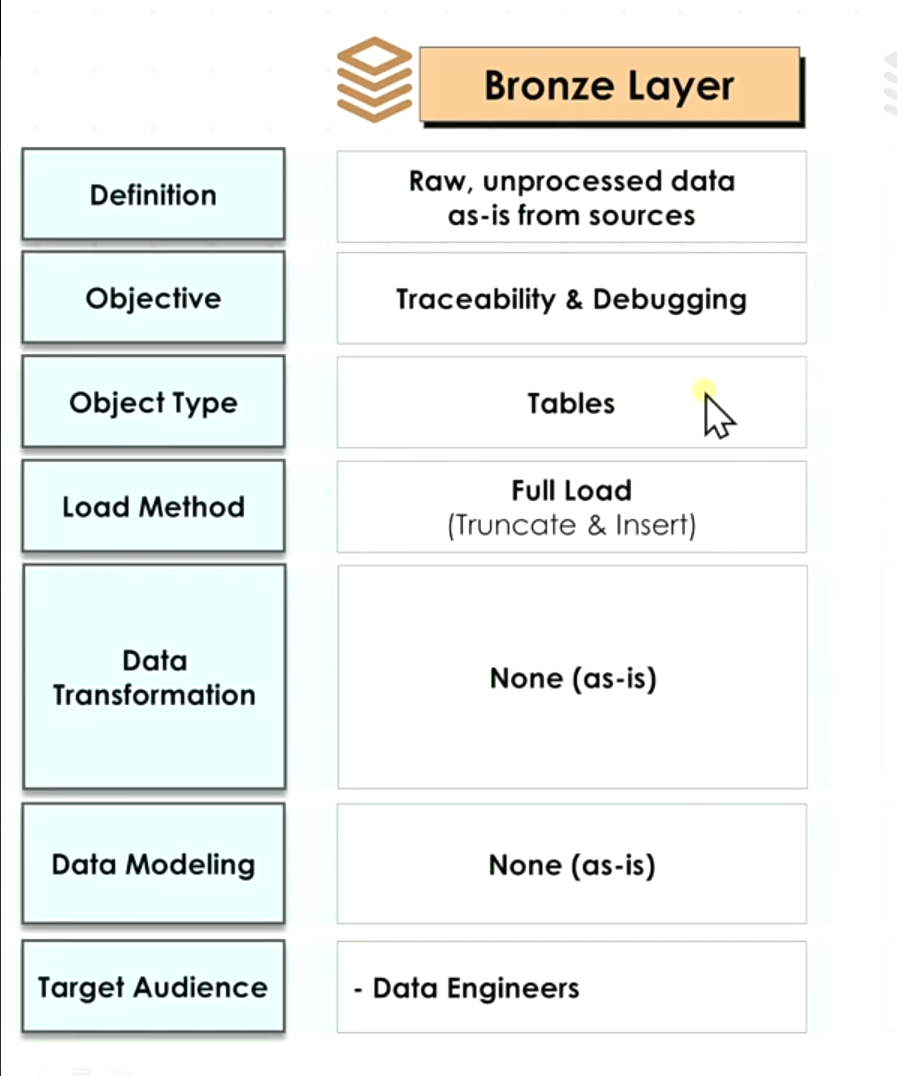 Bronze Layer
Definition
Raw, unprocessed data
as-is from sources
Objective
Traceability & Debugging
Object Type
Tables
Load Method
Full Load
(Truncate & Insert)
Data
Transformation
None (as-is)
Data Modeling
None (as-is)
Target Audience
- Data Engineers